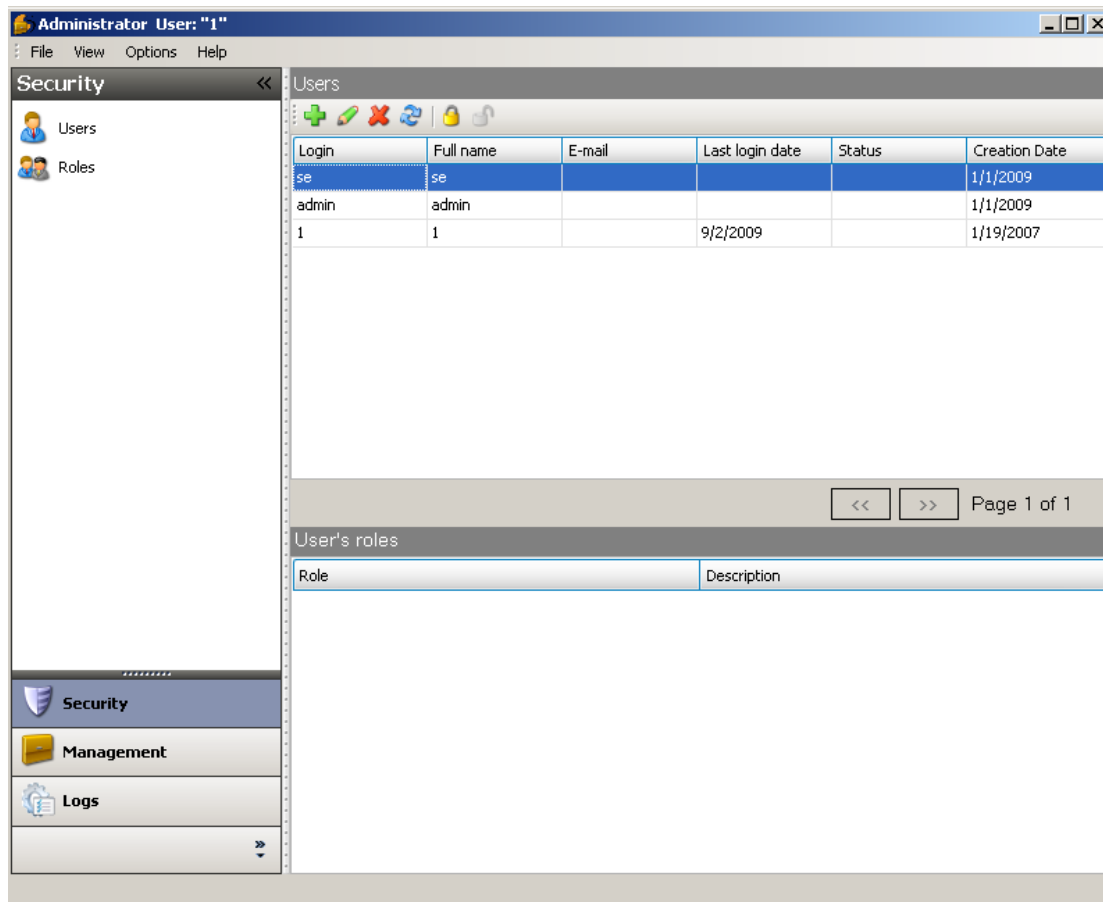 Administrator User: "1"
File View Options Help
Security «
Users
Roles
Security
Management
Logs
Users
Login Full name E-mail Last login date Status Creation Date
se se 1/1/2009
admin admin 1/1/2009
1 1 9/2/2009 1/19/2007
<< >> Page 1 of 1
User's roles
Role Description